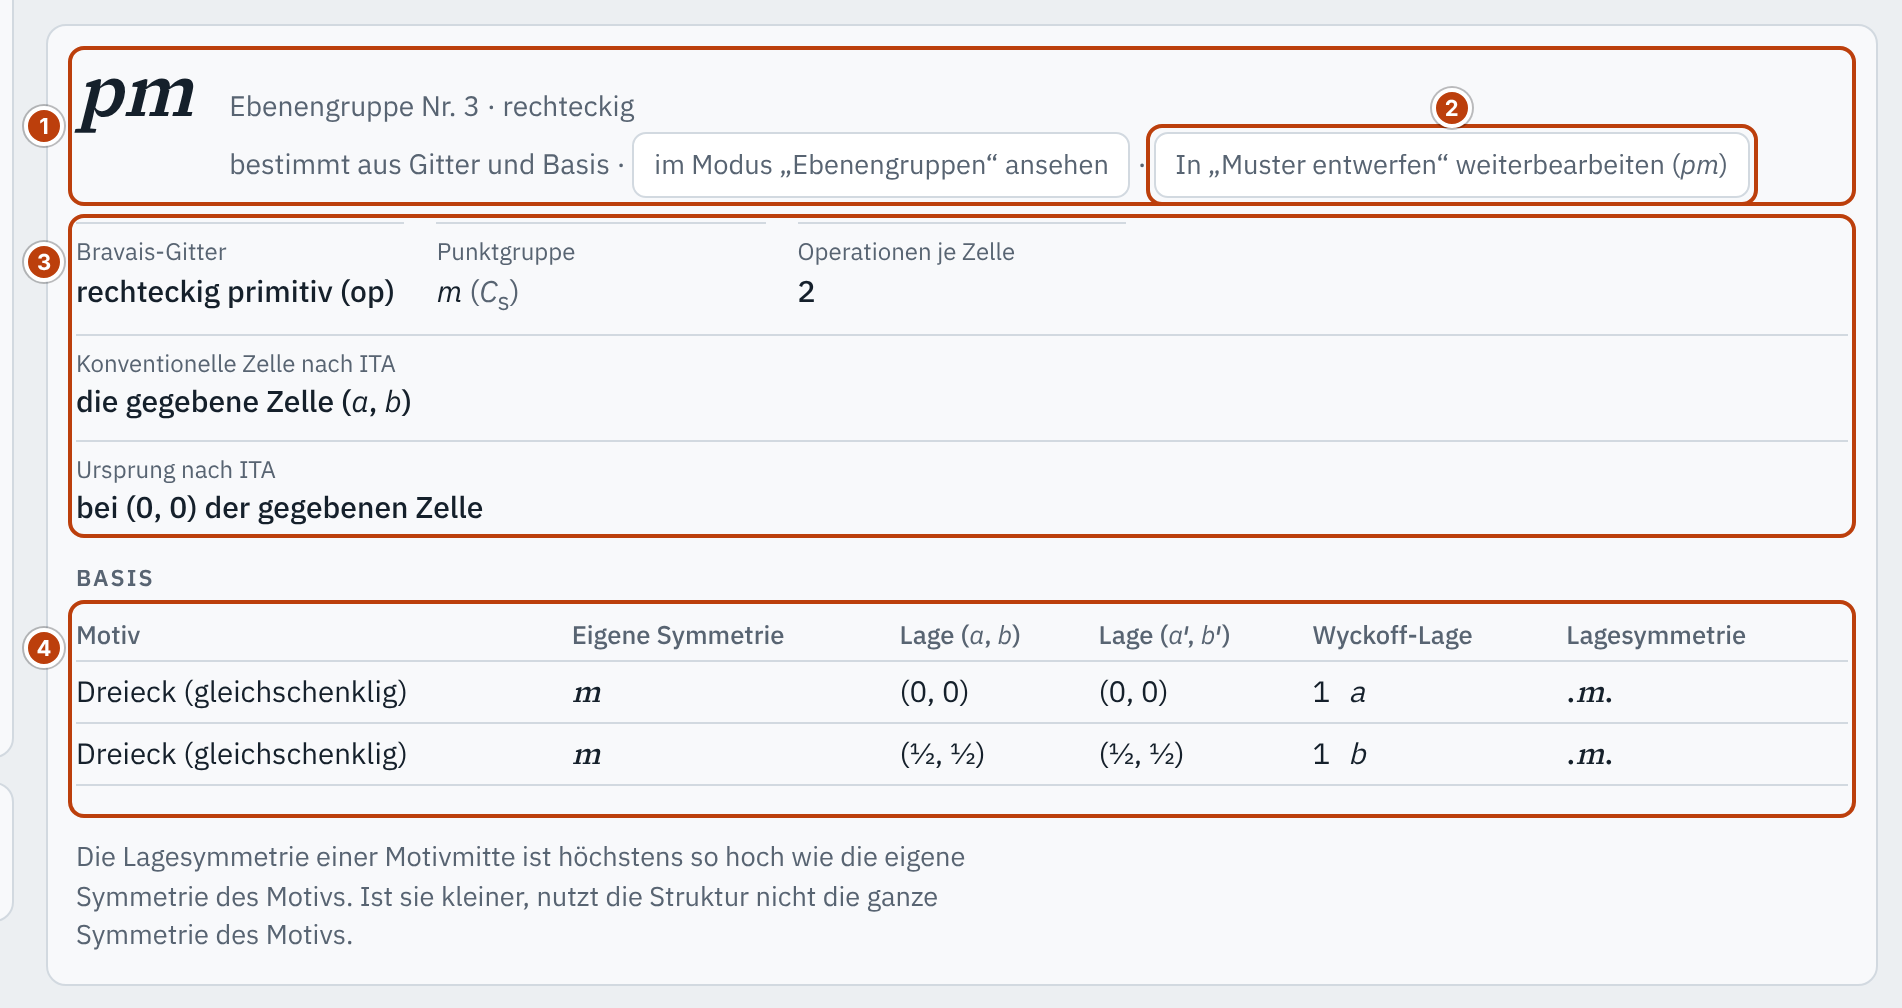 pm
Ebenengruppe Nr. 3 · rechteckig
1
2
bestimmt aus Gitter und Basis · im Modus „Ebenengruppen“ ansehen · In „Muster entwerfen“ weiterbearbeiten (pm)
3
Bravais-Gitter Punktgruppe Operationen je Zelle
rechteckig primitiv (op) m (Cₛ) 2
Konventionelle Zelle nach ITA
die gegebene Zelle (a, b)
Ursprung nach ITA
bei (0, 0) der gegebenen Zelle
BASIS
4
Motiv Eigene Symmetrie Lage (a, b) Lage (a′, b′) Wyckoff-Lage Lagesymmetrie
Dreieck (gleichschenklig) m (0, 0) (0, 0) 1 a .m.
Dreieck (gleichschenklig) m (½, ½) (½, ½) 1 b .m.
Die Lagesymmetrie einer Motivmitte ist höchstens so hoch wie die eigene
Symmetrie des Motivs. Ist sie kleiner, nutzt die Struktur nicht die ganze
Symmetrie des Motivs.